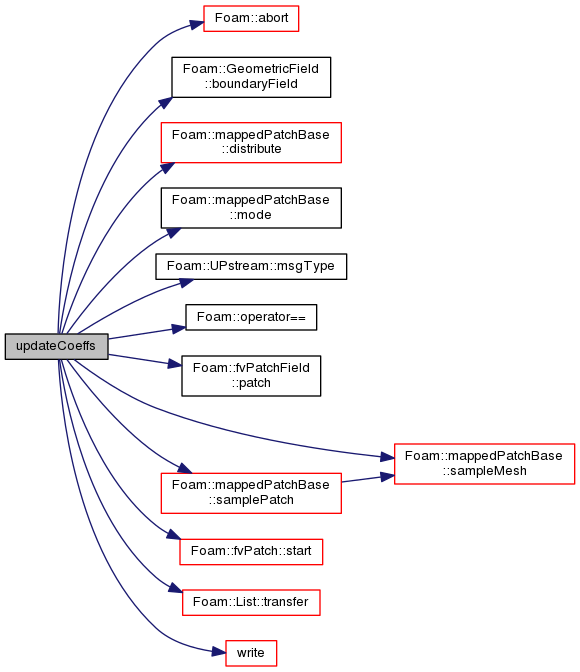 Foam::abort
Foam::GeometricField
::boundaryField
Foam::mappedPatchBase
::distribute
Foam::mappedPatchBase
::mode
Foam::UPstream::msgType
Foam::operator==
updateCoeffs
Foam::fvPatchField
::patch
Foam::mappedPatchBase
::sampleMesh
Foam::mappedPatchBase
::samplePatch
Foam::fvPatch::start
Foam::List::transfer
write